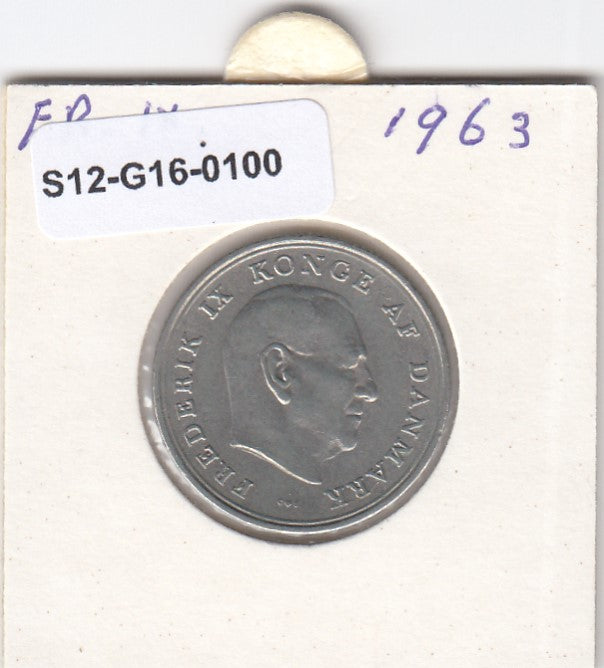 1963
S12-G16-0100
FREDERIK IX KONGE AF DANMARK